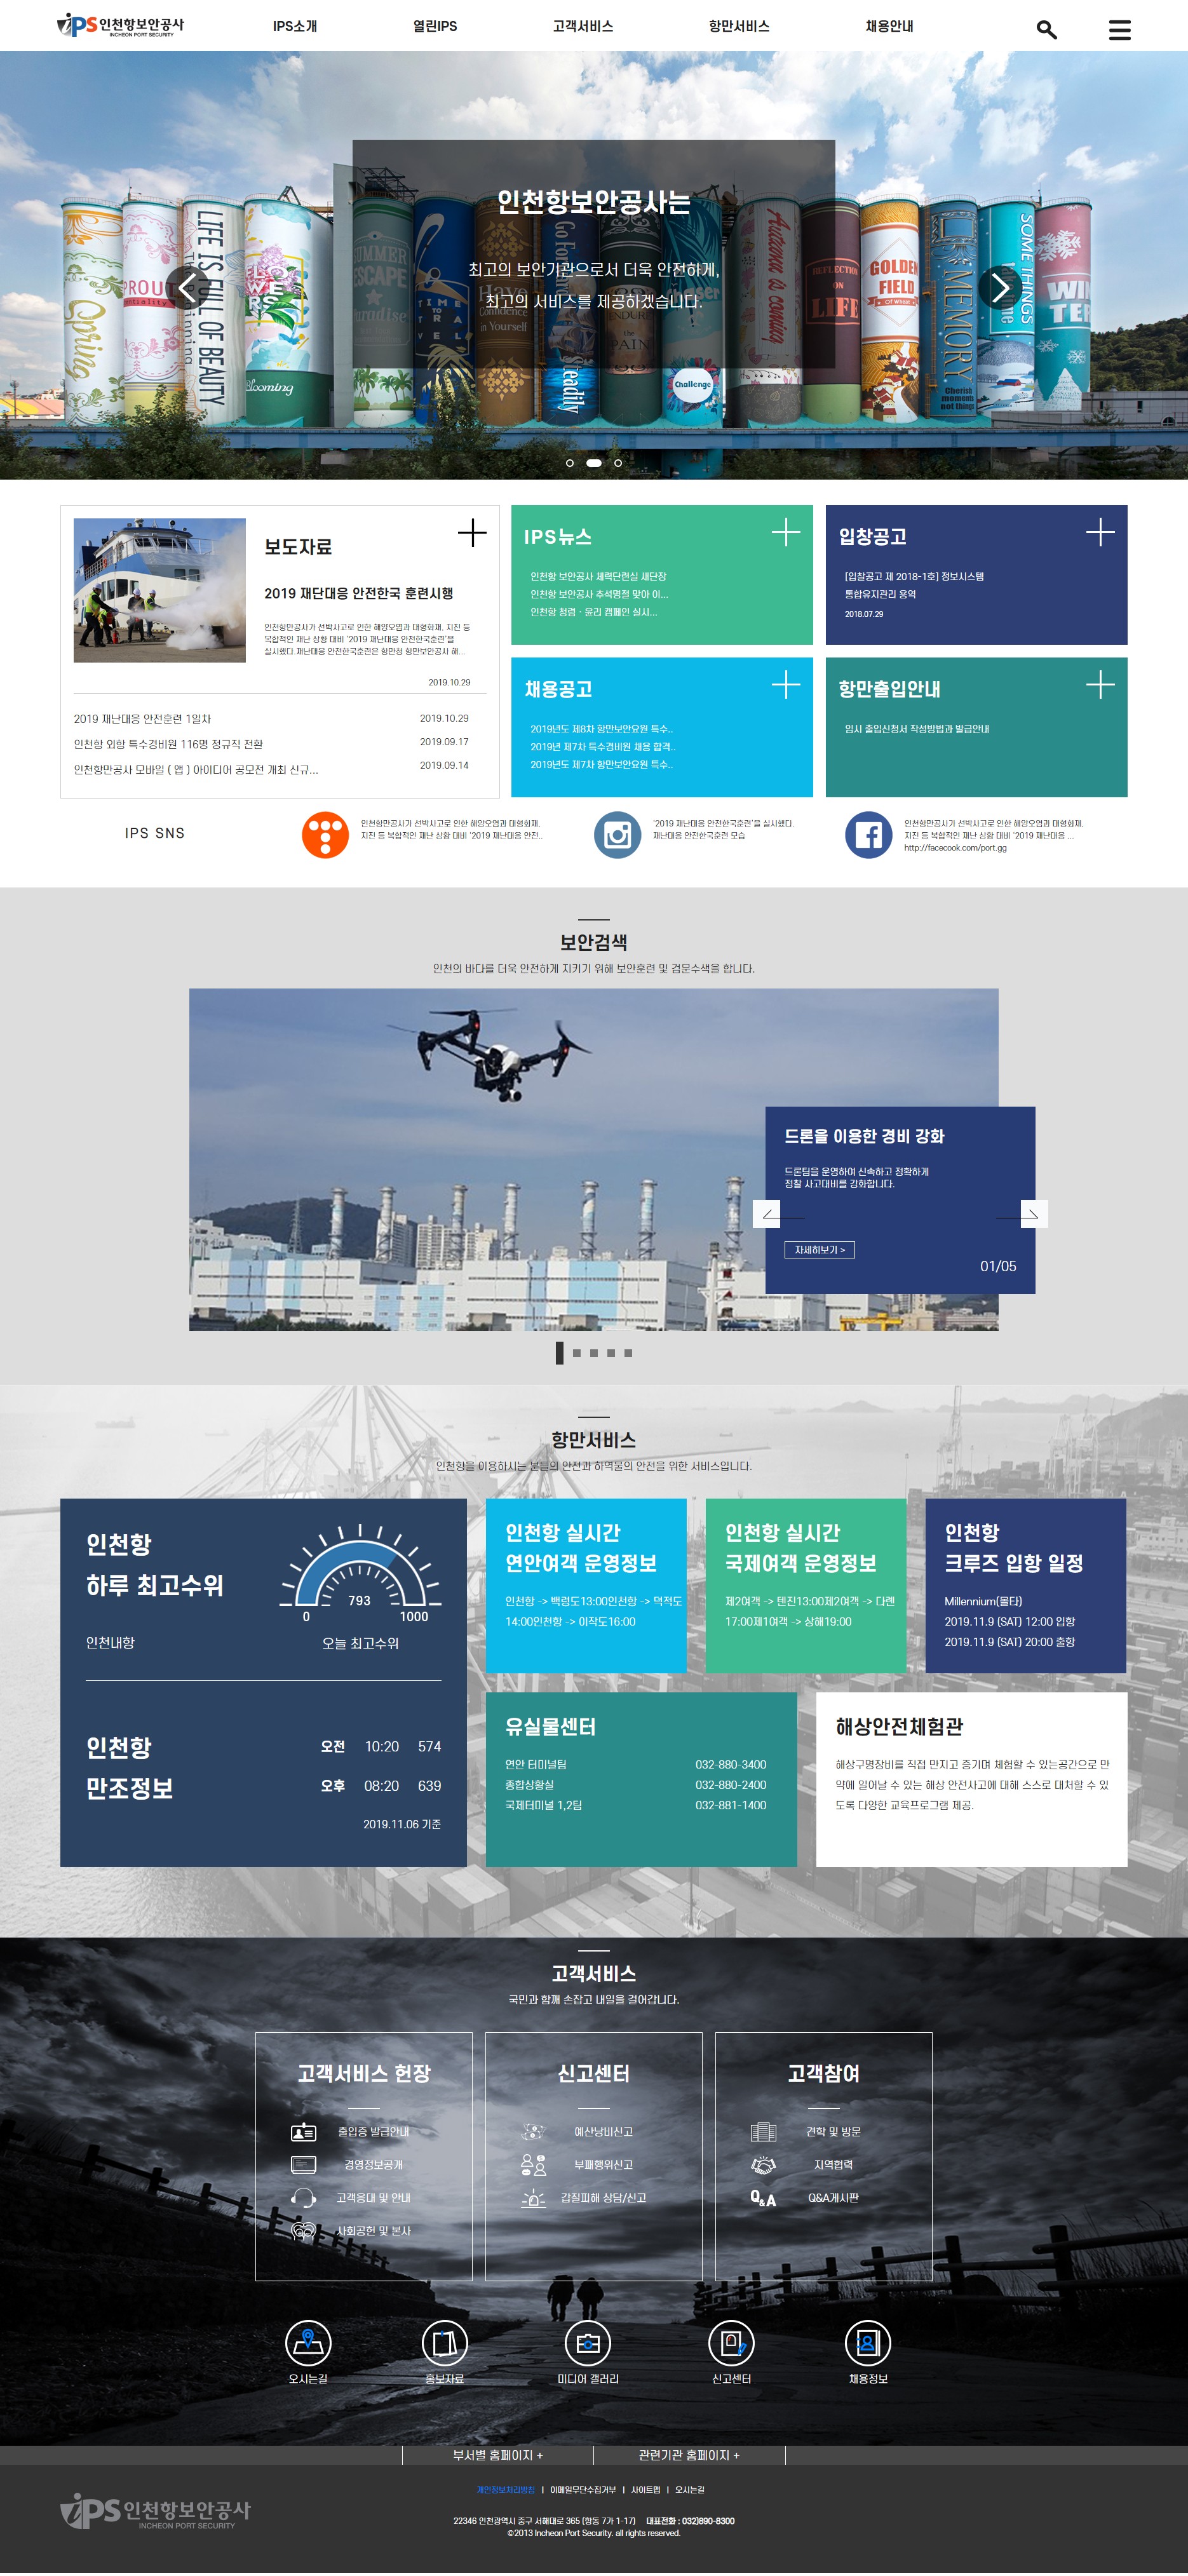 iPS 인천항보안공사
INCHEON PORT SECURITY
IPS소개
열린IPS
고객서비스
항만서비스
채용안내
인천항보안공사는
최고의 보안기관으로서 더욱 안전하게,
최고의 서비스를 제공하겠습니다.
Spring
PROUD
LIFE IS FULL OF BEAUTY
FLOWERS
Blooming
SUMMER
ESCAPE
Paradise
TIME
TO
TRAVEL
Have
Confidence
in Yourself
Steadily
ENDURE
the
PAIN
Challenge
Autumn is coming
REFLECTION
ON
LIFE
GOLDEN
FIELD
Of Wheat
MEMORY
Cherish
moments
not things
SOME THINGS
WINTER
보도자료
2019 재단대응 안전한국 훈련시행
인천항만공사가 선박사고로 인한 해양오염과 대형화재, 지진 등
복합적인 재난 상황 대비 '2019 재난대응 안전한국훈련'을
실시했다.재난대응 안전한국훈련은 항만청 항만보안공사 해...
2019.10.29
2019 재난대응 안전훈련 1일차
2019.10.29
인천항 외항 특수경비원 116명 정규직 전환
2019.09.17
인천항만공사 모바일 ( 앱 ) 아이디어 공모전 개최 신규...
2019.09.14
IPS뉴스
인천항 보안공사 체력단련실 새단장
인천항 보안공사 추석명절 맞아 이...
인천항 청렴 · 윤리 캠페인 실시...
입창공고
[입찰공고 제 2018-1호] 정보시스템
통합유지관리 용역
2018.07.29
채용공고
2019년도 제8차 항만보안요원 특수..
2019년 제7차 특수경비원 채용 합격..
2019년도 제7차 항만보안요원 특수..
항만출입안내
임시 출입신청서 작성방법과 발급안내
IPS SNS
인천항만공사가 선박사고로 인한 해양오염과 대형화재,
지진 등 복합적인 재난 상황 대비 '2019 재난대응 안전..
'2019 재난대응 안전한국훈련'을 실시했다.
재난대응 안전한국훈련 모습
인천항만공사가 선박사고로 인한 해양오염과 대형화재,
지진 등 복합적인 재난 상황 대비 '2019 재난대응 ...
http://facecook.com/port.gg
보안검색
인천의 바다를 더욱 안전하게 지키기 위해 보안훈련 및 검문수색을 합니다.
드론을 이용한 경비 강화
드론팀을 운영하여 신속하고 정확하게
정찰 사고대비를 강화합니다.
자세히보기 >
01/05
항만서비스
인천항을 이용하시는 분들의 안전과 하역물의 안전을 위한 서비스입니다.
인천항
하루 최고수위
793
0
1000
인천내항
오늘 최고수위
인천항
만조정보
오전 10:20 574
오후 08:20 639
2019.11.06 기준
인천항 실시간
연안여객 운영정보
인천항 -> 백령도13:00인천항 -> 덕적도
14:00인천항 -> 이작도16:00
인천항 실시간
국제여객 운영정보
제2여객 -> 텐진13:00제2여객 -> 다롄
17:00제1여객 -> 상해19:00
인천항
크루즈 입항 일정
Millennium(몰타)
2019.11.9 (SAT) 12:00 입항
2019.11.9 (SAT) 20:00 출항
유실물센터
연안 터미널팀 032-880-3400
종합상황실 032-880-2400
국제터미널 1,2팀 032-881-1400
해상안전체험관
해상구명장비를 직접 만지고 즐기며 체험할 수 있는공간으로 만
약에 일어날 수 있는 해상 안전사고에 대해 스스로 대처할 수 있
도록 다양한 교육프로그램 제공.
고객서비스
국민과 함께 손잡고 내일을 걸어갑니다.
고객서비스 헌장
출입증 발급안내
경영정보공개
고객응대 및 안내
사회공헌 및 본사
신고센터
예산낭비신고
부패행위신고
갑질피해 상담/신고
고객참여
견학 및 방문
지역협력
Q&A
Q&A게시판
오시는길
홍보자료
미디어 갤러리
신고센터
채용정보
부서별 홈페이지 +
관련기관 홈페이지 +
iPS 인천항보안공사
INCHEON PORT SECURITY
개인정보처리방침 | 이메일무단수집거부 | 사이트맵 | 오시는길
22346 인천광역시 중구 서해대로 365 (항동 7가 1-17) 대표전화 : 032)890-8300
©2013 Incheon Port Security. all rights reserved.